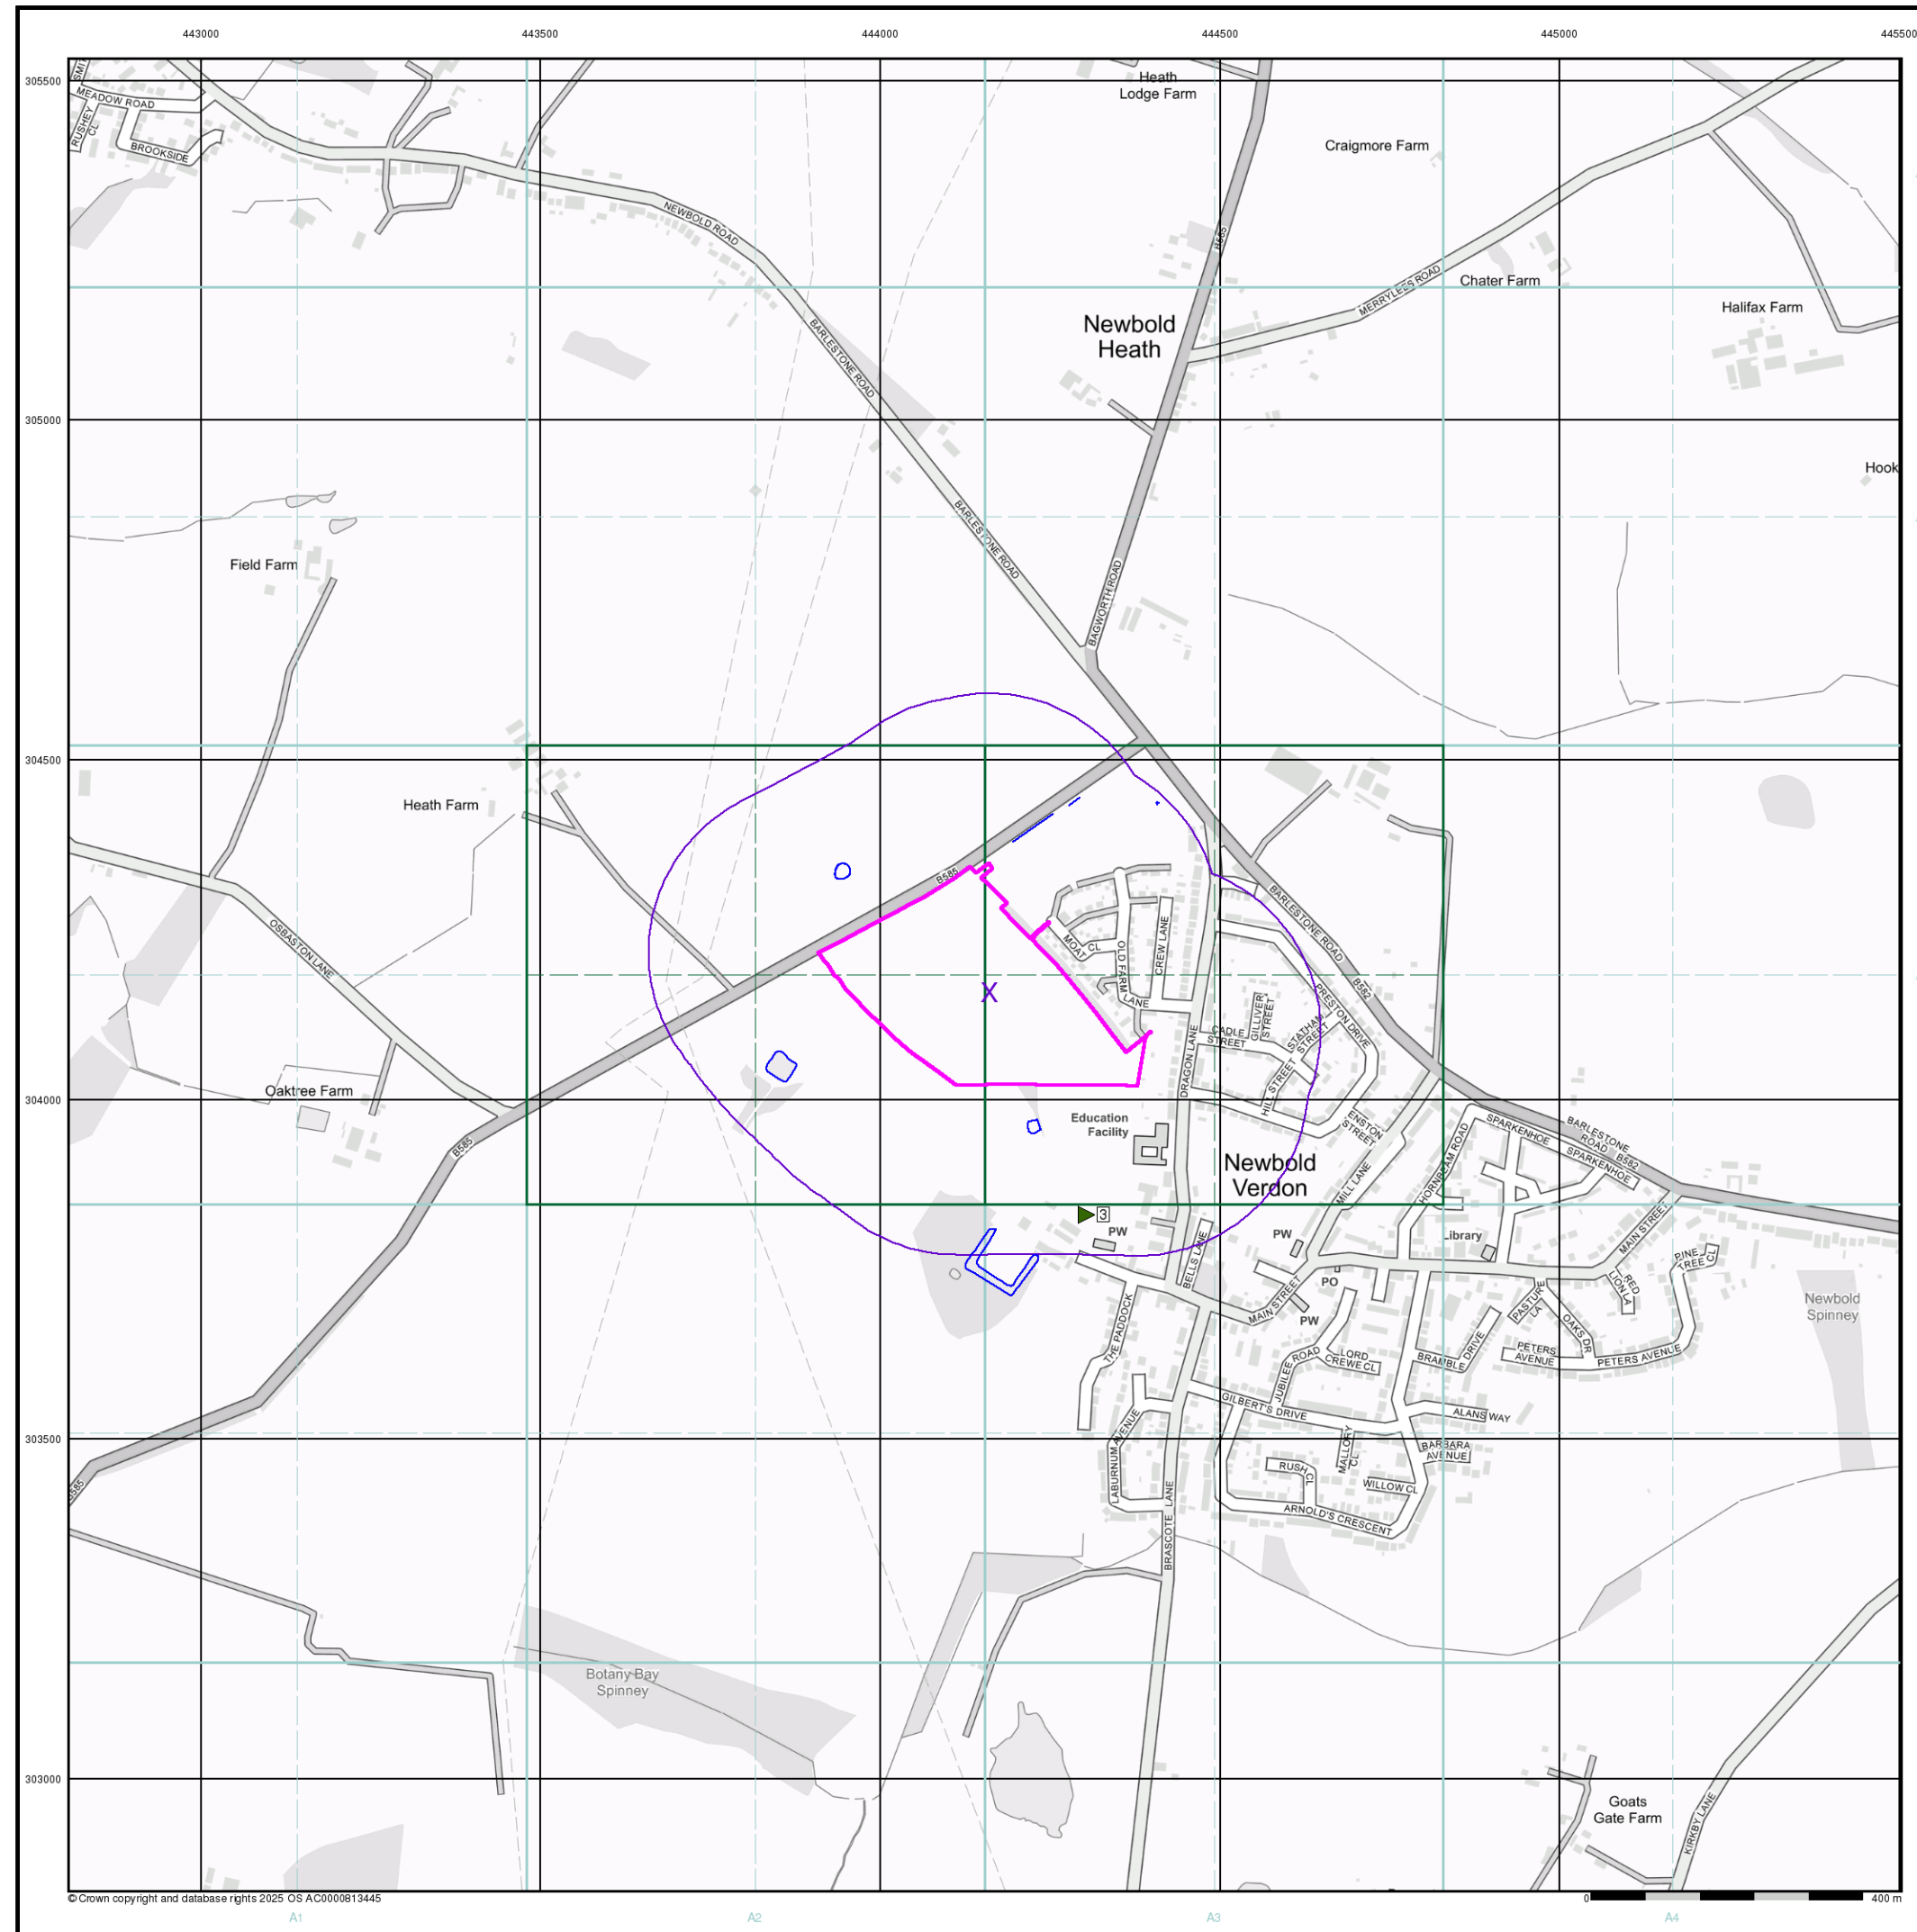 443000 443500 444000 444500 445000 445500
305500
305000
304500
304000
303500
303000
MEADOW ROAD
RUSHEY
CL
BROOKSIDE
NEWBOLD ROAD
Heath
Lodge Farm
Craigmore Farm
B585
MERRYLEES ROAD
Chater Farm
Halifax Farm
Newbold
Heath
BARLESTONE ROAD
Hook
BARLESTONE ROAD
Field Farm
BAGWORTH ROAD
Heath Farm
B585
OSBASTON LANE
MOAT
CL
OLD FARM
LANE
CREW LANE
BARLESTONE ROAD
B582
X
GILLIVER
STREET
PRESTON DRIVE
CADLE
STREET
STATHAM
STREET
DRAGON LANE
HILL STREET
Oaktree Farm
Education
Facility
B585
ENSTON
STREET
SPARKENHOE
BARLESTONE
ROAD B582
SPARKENHOE
HORNBEAM ROAD
Newbold
Verdon
MILL LANE
3
PW
BELLS LANE
PW
Library
MAIN STREET
PINE
TREE CL
PO
RED
LION LA
MAIN STREET
PW
THE PADDOCK
PASTURE
LA
OAKS DR
Newbold
Spinney
LORD
CREWE CL
BRAMBLE
DRIVE
PETERS
AVENUE
PETERS AVENUE
JUBILEE ROAD
GILBERT'S DRIVE
ALANS WAY
LABURNUM AVENUE
MALLORY
CL
BARBARA
AVENUE
RUSH CL
WILLOW CL
B585
ARNOLD'S CRESCENT
BRASCOTE LANE
Botany Bay
Spinney
Goats
Gate Farm
KIRKBY LANE
© Crown copyright and database rights 2025 OS AC0000813445
0 400 m
A1 A2 A3 A4